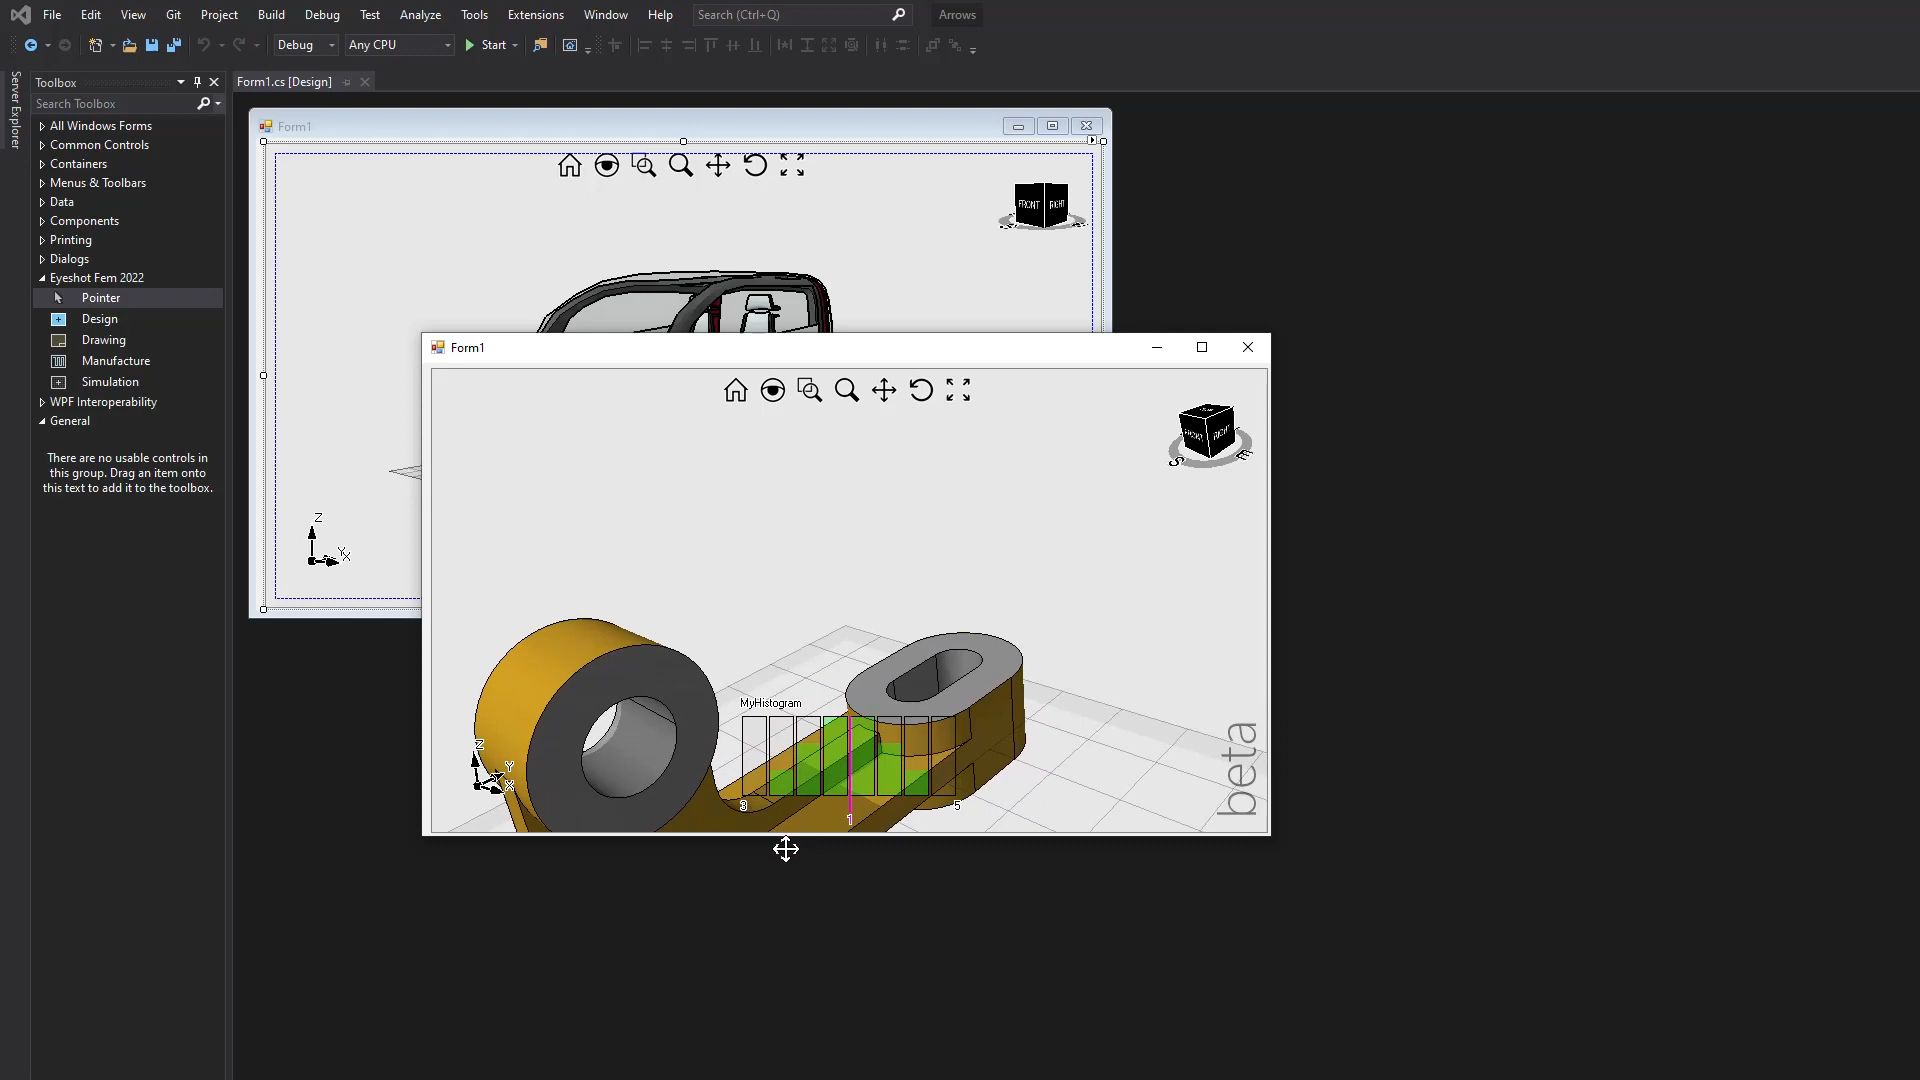 File Edit View Git Project Build Debug Test Analyze Tools Extensions Window Help Search (Ctrl+Q) Arrows
Debug Any CPU Start
Server Explorer
Toolbox
Form1.cs [Design]
Search Toolbox
All Windows Forms
Common Controls
Containers
Menus & Toolbars
Data
Components
Printing
Dialogs
Eyeshot Fem 2022
Pointer
Design
Drawing
Manufacture
Simulation
WPF Interoperability
General
There are no usable controls in
this group. Drag an item onto
this text to add it to the toolbox.
Form1
FRONT RIGHT
Z
Y
X
Form1
FRONT RIGHT
S E
MyHistogram
3 5
1
Z
Y
X
beta